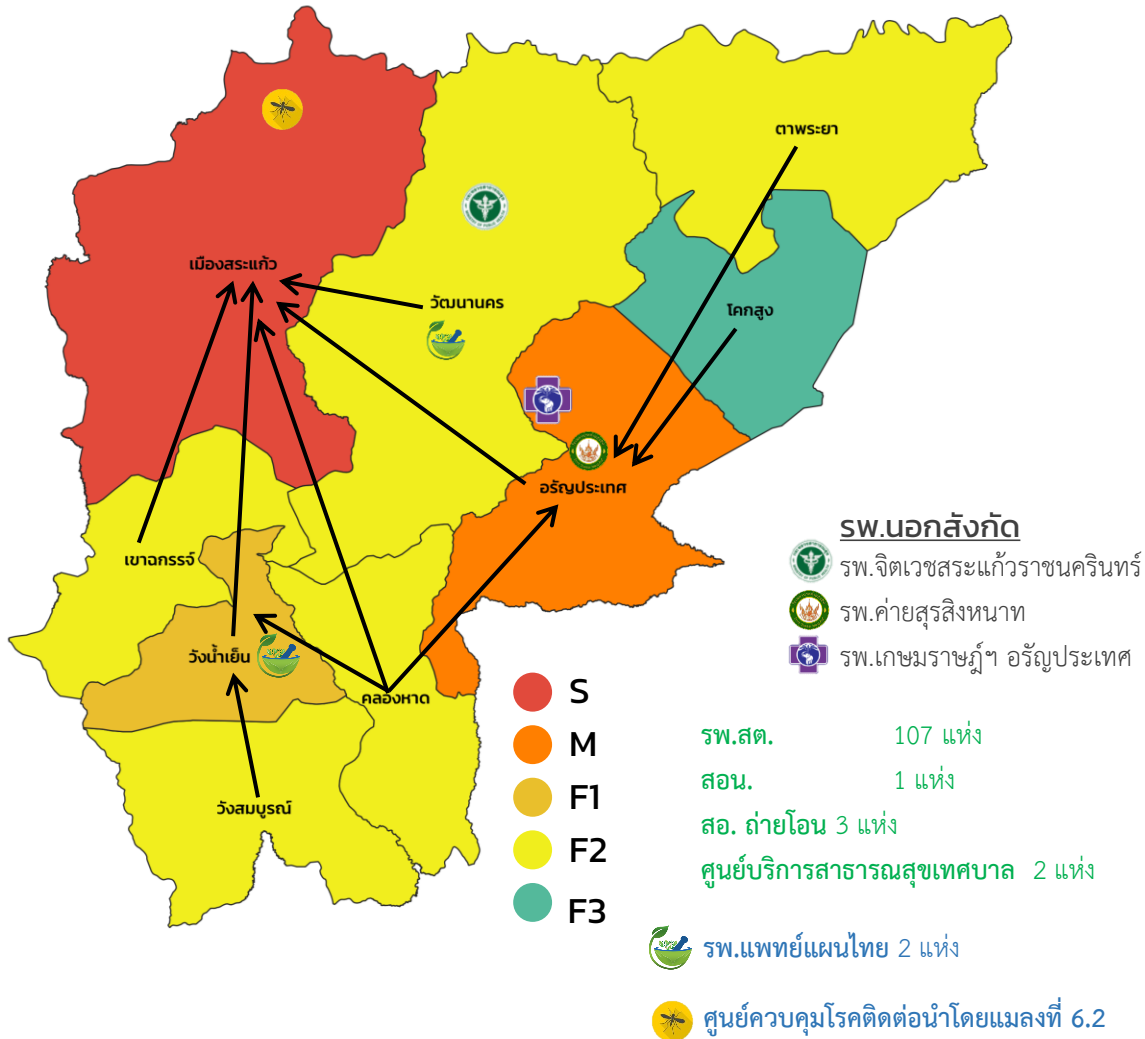 ตาพระยา
เมืองสระแก้ว
วัฒนานคร
โคกสูง
อรัญประเทศ
เขาฉกรรจ์
วังน้ำเย็น
คลองหาด
วังสมบูรณ์
รพ.นอกสังกัด
รพ.จิตเวชสระแก้วราชนครินทร์
รพ.ค่ายสุรสิงหนาท
รพ.เกษมราษฎ์ฯ อรัญประเทศ
S
M
F1
F2
F3
รพ.สต. 107 แห่ง
สอน. 1 แห่ง
สอ. ถ่ายโอน 3 แห่ง
ศูนย์บริการสาธารณสุขเทศบาล 2 แห่ง
รพ.แพทย์แผนไทย 2 แห่ง
ศูนย์ควบคุมโรคติดต่อนำโดยแมลงที่ 6.2